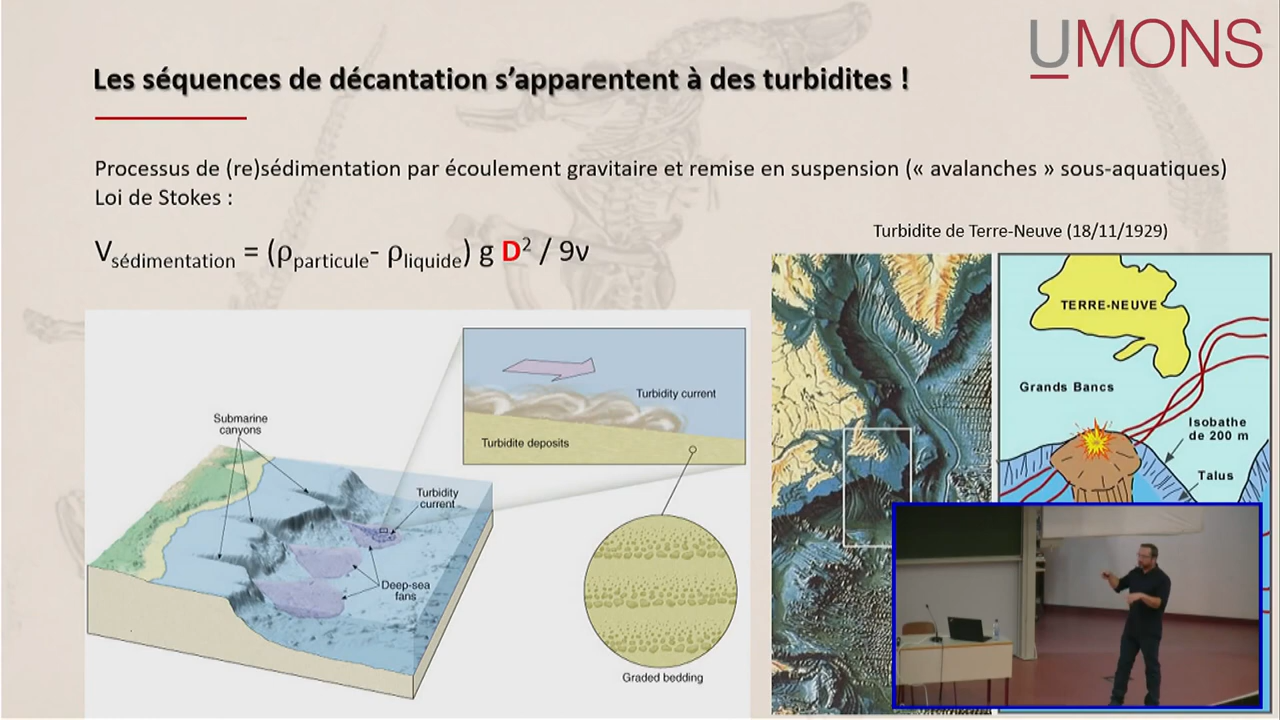 UMONS
Les séquences de décantation s’apparentent à des turbidites !
Processus de (re)sédimentation par écoulement gravitaire et remise en suspension (« avalanches » sous-aquatiques)
Loi de Stokes :
Vsédimentation = (ρparticule- ρliquide) g D² / 9ν
Turbidite de Terre-Neuve (18/11/1929)
Submarine
canyons
Turbidity current
Turbidite deposits
Turbidity
current
Deep-sea
fans
Graded bedding
TERRE-NEUVE
Grands Bancs
Isobathe
de 200 m
Talus